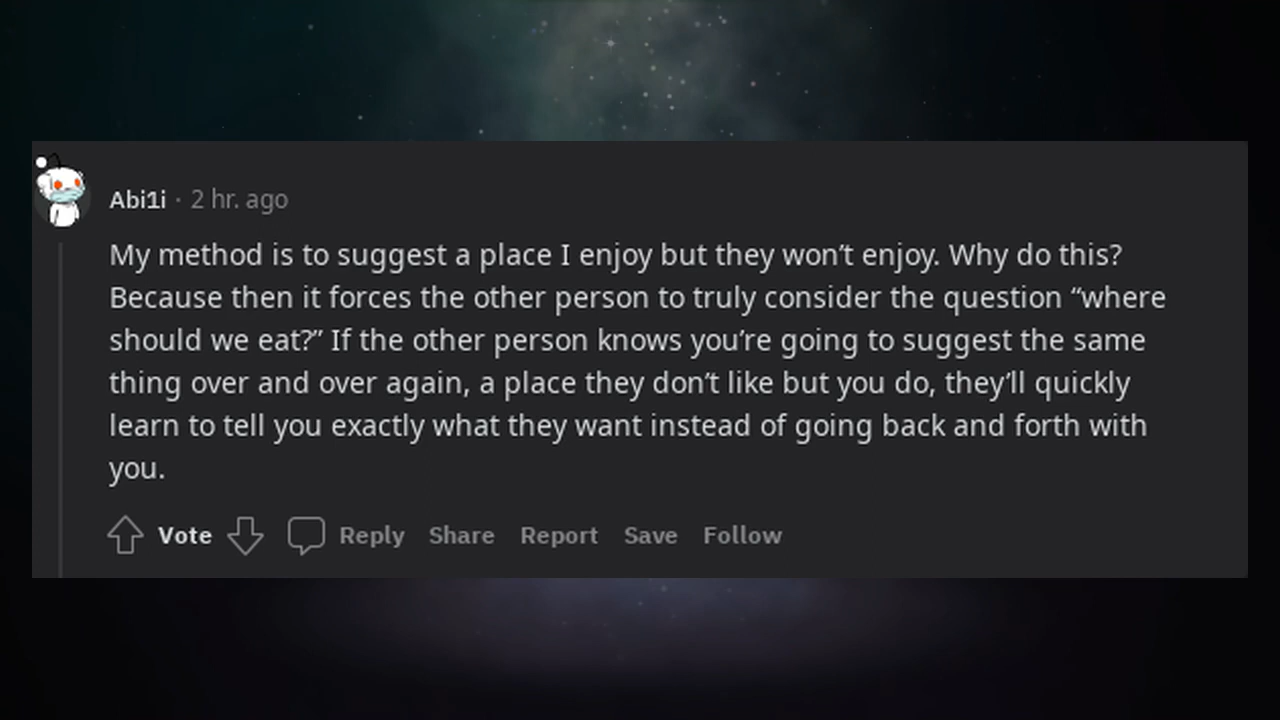 Abi1i · 2 hr. ago
My method is to suggest a place I enjoy but they won’t enjoy. Why do this?
Because then it forces the other person to truly consider the question “where
should we eat?” If the other person knows you’re going to suggest the same
thing over and over again, a place they don’t like but you do, they’ll quickly
learn to tell you exactly what they want instead of going back and forth with
you.
Vote Reply Share Report Save Follow